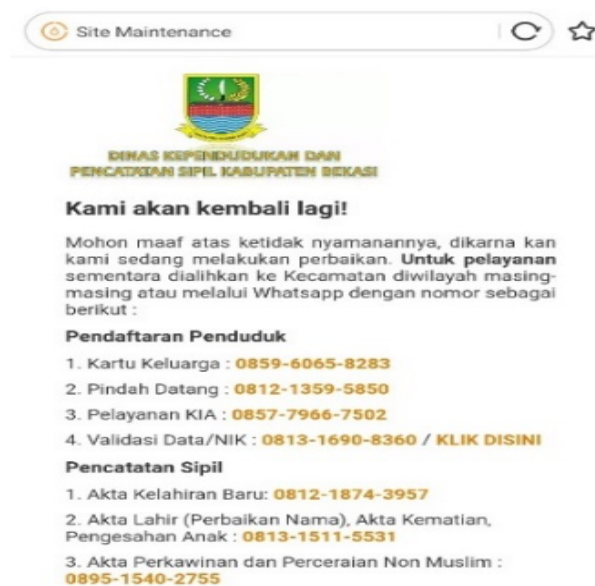 Site Maintenance
DINAS KEPENDUDUKAN DAN
PENCATATAN SIPIL KABUPATEN BEKASI
Kami akan kembali lagi!
Mohon maaf atas ketidak nyamanannya, dikarna kan
kami sedang melakukan perbaikan. Untuk pelayanan
sementara dialihkan ke Kecamatan diwilayah masing-
masing atau melalui Whatsapp dengan nomor sebagai
berikut :
Pendaftaran Penduduk
1. Kartu Keluarga : 0859-6065-8283
2. Pindah Datang : 0812-1359-5850
3. Pelayanan KIA : 0857-7966-7502
4. Validasi Data/NIK : 0813-1690-8360 / KLIK DISINI
Pencatatan Sipil
1. Akta Kelahiran Baru: 0812-1874-3957
2. Akta Lahir (Perbaikan Nama), Akta Kematian,
Pengesahan Anak : 0813-1511-5531
3. Akta Perkawinan dan Perceraian Non Muslim :
0895-1540-2755